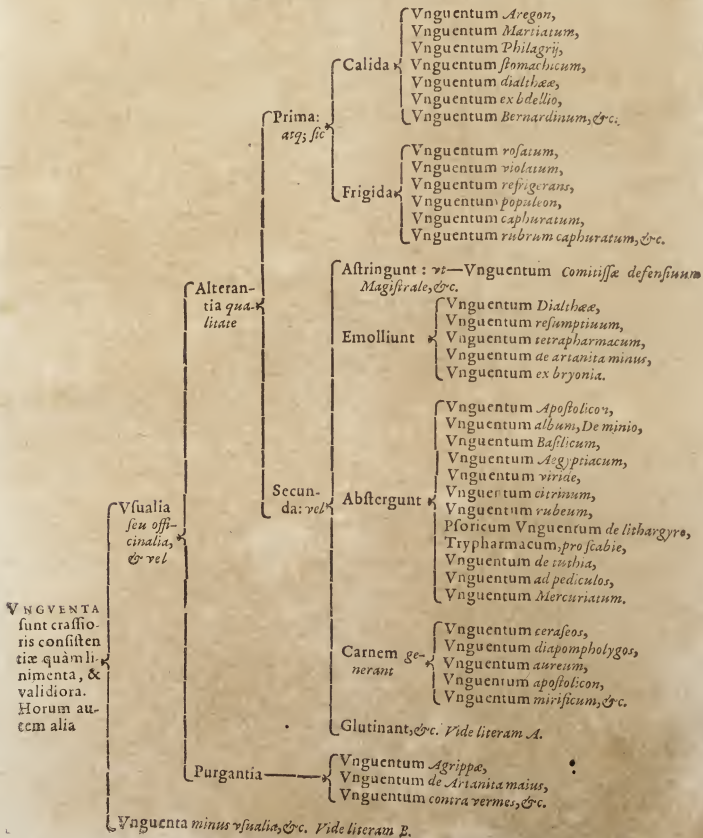 VNGVENTA
sunt crassio-
ris consisten
tiæ quàm li-
nimenta, &
validiora.
Horum au-
tem alia
Vsualia
seu offi-
cinalia,
& vel
Alteran-
tia qua-
litate
Prima:
atq; sic
Calida
Vnguentum Aregon,
Vnguentum Martiatum,
Vnguentum Philagrij,
Vnguentum stomachicum,
Vnguentum dialthææ,
Vnguentum ex bdellio,
Vnguentum Bernardinum, &c.
Frigida
Vnguentum rosatum,
Vnguentum violatum,
Vnguentum refrigerans,
Vnguentum populeon,
Vnguentum caphuratum,
Vnguentum rubrum caphuratum, &c.
Secun-
da: vel
Astringunt : vt—Vnguentum Comitissæ defensiuum
Magistrale, &c.
Emolliunt
Vnguentum Dialthææ,
Vnguentum resumptiuum,
Vnguentum tetrapharmacum,
Vnguentum de artanita minus,
Vnguentum ex bryonia.
Abstergunt
Vnguentum Apostolicon,
Vnguentum album, De minio,
Vnguentum Basilicum,
Vnguentum Aegyptiacum,
Vnguentum viride,
Vnguentum citrinum,
Vnguentum rubeum,
Psoricum Vnguentum de lithargyro,
Trypharmacum, pro scabie,
Vnguentum de tuthia,
Vnguentum ad pediculos,
Vnguentum Mercuriatum.
Carnem ge-
nerant
Vnguentum ceraseos,
Vnguentum diapompholygos,
Vnguentum aureum,
Vnguentum apostolicon,
Vnguentum mirificum, &c.
Glutinant, &c. Vide literam A.
Purgantia
Vnguentum Agrippæ,
Vnguentum de Artanita maius,
Vnguentum contra vermes, &c.
Vnguenta minus vsualia, &c. Vide literam B.